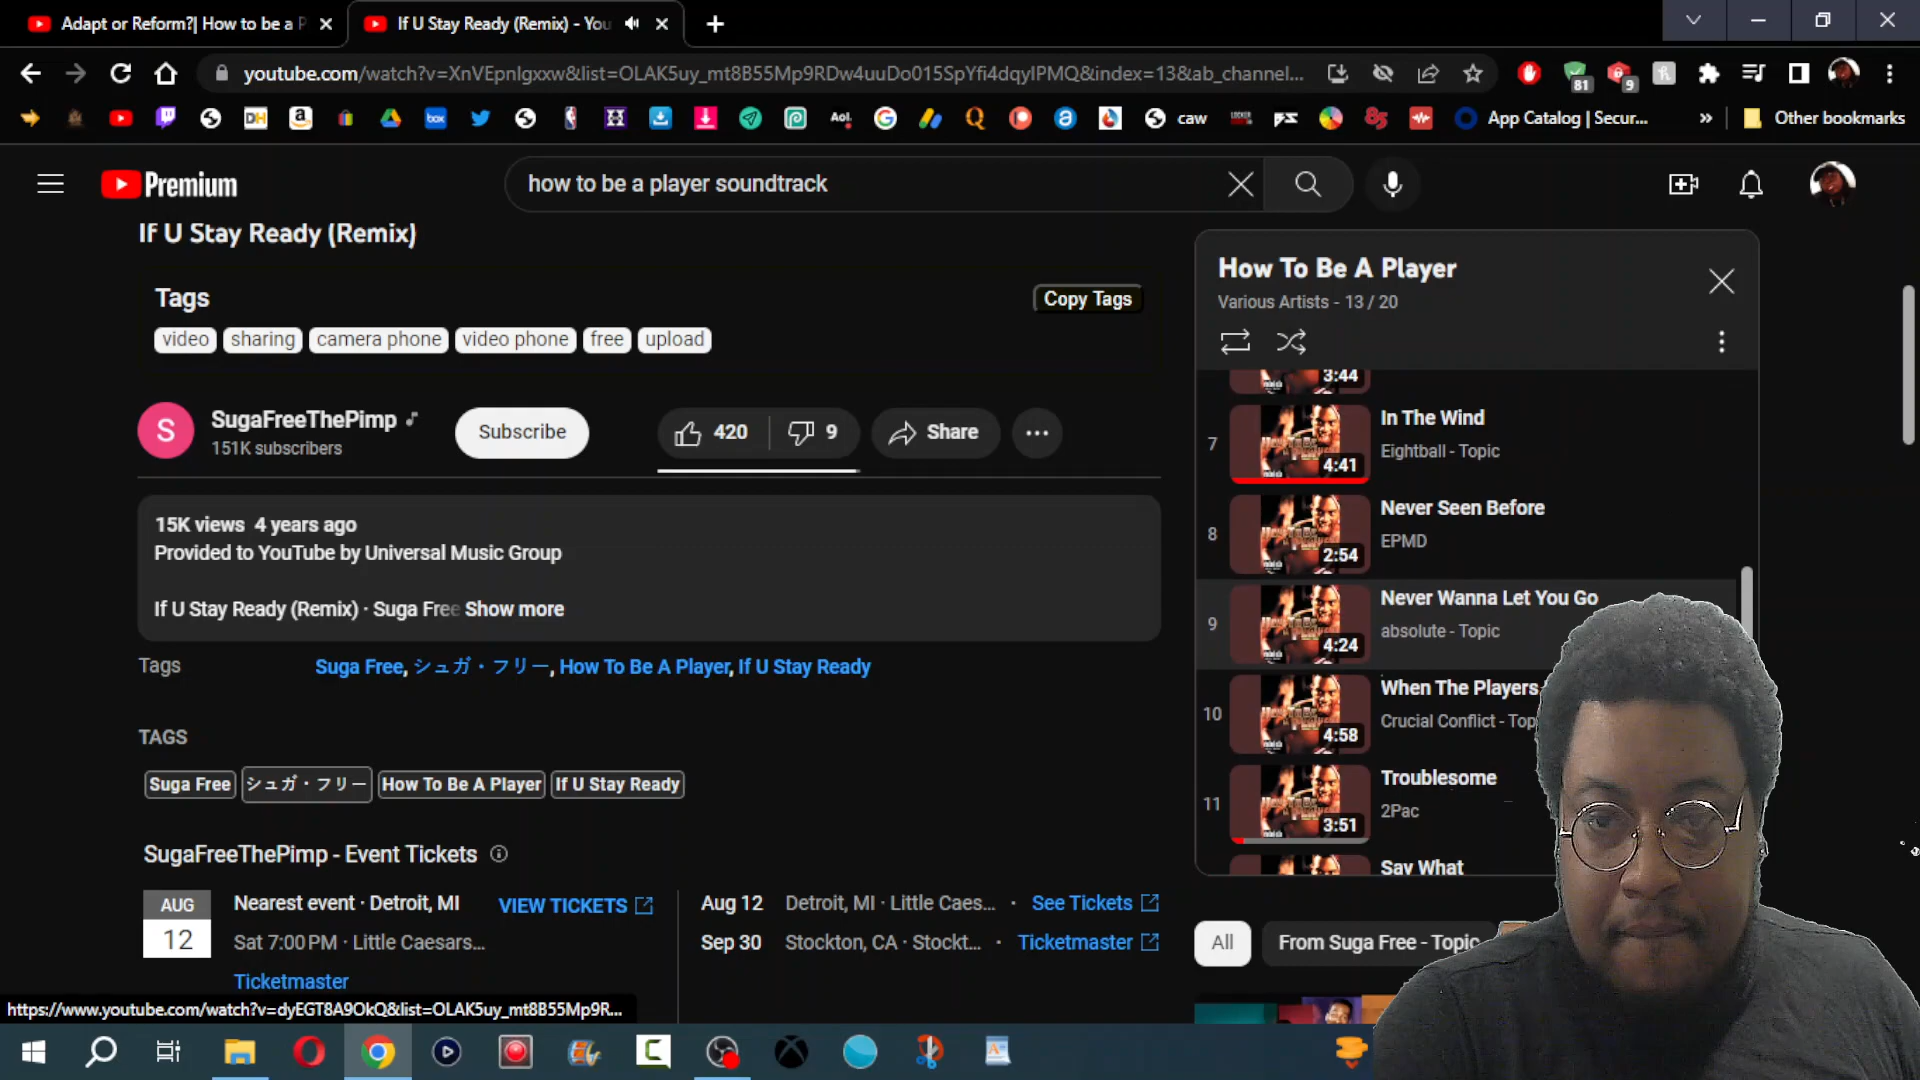 Adapt or Reform?| How to be a P
If U Stay Ready (Remix) - You
youtube.com/watch?v=XnVEpnlgxxw&list=OLAK5uy_mt8B55Mp9RDw4uuDo015SpYfi4dqyIPMQ&index=13&ab_channel...
81
9
DH
box
Aol.
caw
85
App Catalog | Secur...
Other bookmarks
Premium
how to be a player soundtrack
If U Stay Ready (Remix)
Tags
Copy Tags
video
sharing
camera phone
video phone
free
upload
S
SugaFreeThePimp
151K subscribers
Subscribe
420
9
Share
15K views 4 years ago
Provided to YouTube by Universal Music Group
If U Stay Ready (Remix) · Suga Free Show more
Tags
Suga Free, シュガ・フリー, How To Be A Player, If U Stay Ready
TAGS
Suga Free
シュガ・フリー
How To Be A Player
If U Stay Ready
SugaFreeThePimp - Event Tickets
AUG
12
Nearest event · Detroit, MI
VIEW TICKETS
Sat 7:00 PM · Little Caesars...
Ticketmaster
Aug 12 Detroit, MI · Little Caes... · See Tickets
Sep 30 Stockton, CA · Stockt... · Ticketmaster
https://www.youtube.com/watch?v=dyEGT8A9OkQ&list=OLAK5uy_mt8B55Mp9R...
How To Be A Player
Various Artists - 13 / 20
3:44
7
4:41
In The Wind
Eightball - Topic
8
2:54
Never Seen Before
EPMD
9
4:24
Never Wanna Let You Go
absolute - Topic
10
4:58
When The Players
Crucial Conflict - Top
11
3:51
Troublesome
2Pac
Say What
All
From Suga Free - Topic